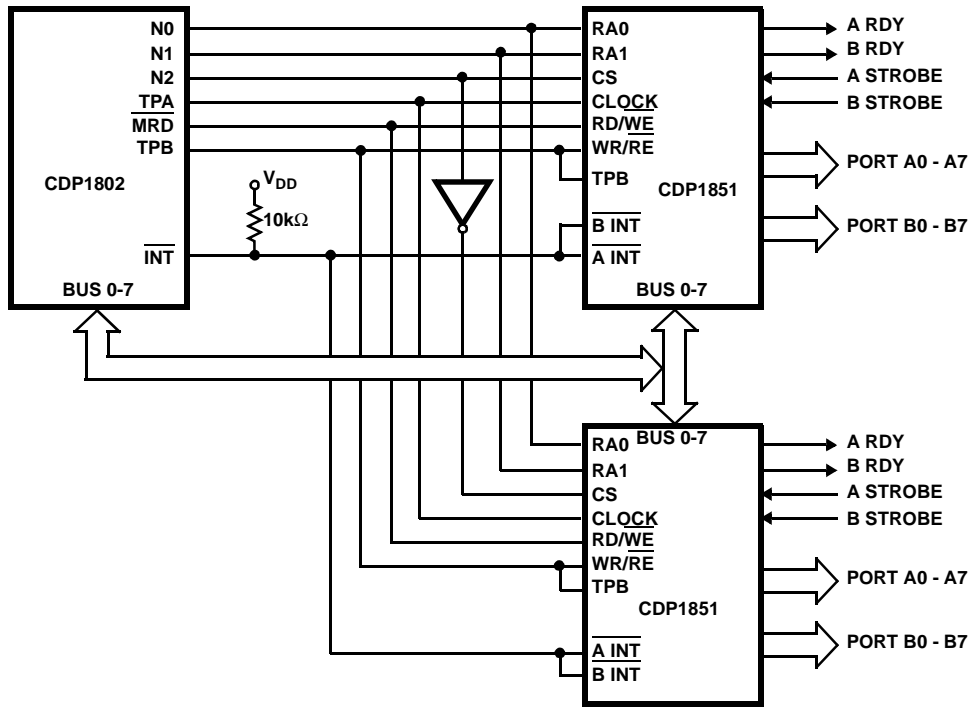 N0
N1
N2
TPA
MRD
TPB
CDP1802
VDD
10kΩ
INT
BUS 0-7
RA0
RA1
CS
CLOCK
RD/WE
WR/RE
TPB
CDP1851
B INT
A INT
BUS 0-7
A RDY
B RDY
A STROBE
B STROBE
PORT A0 - A7
PORT B0 - B7
BUS 0-7
RA0
RA1
CS
CLOCK
RD/WE
WR/RE
TPB
CDP1851
A INT
B INT
A RDY
B RDY
A STROBE
B STROBE
PORT A0 - A7
PORT B0 - B7